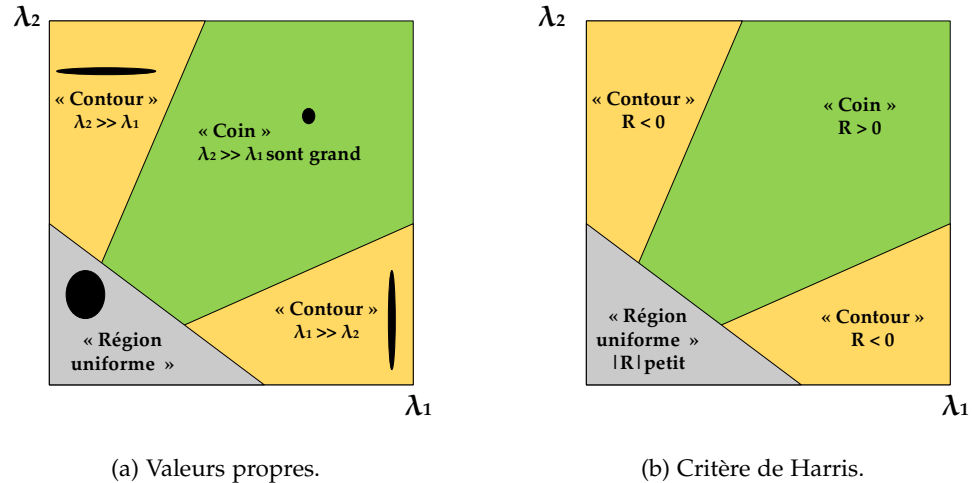 λ2
« Contour »
λ2 >> λ1
« Coin »
λ2 >> λ1 sont grand
« Contour »
λ1 >> λ2
« Région
uniforme »
λ1
(a) Valeurs propres.
λ2
« Contour »
R < 0
« Coin »
R > 0
« Région
uniforme »
|R| petit
« Contour »
R < 0
λ1
(b) Critère de Harris.